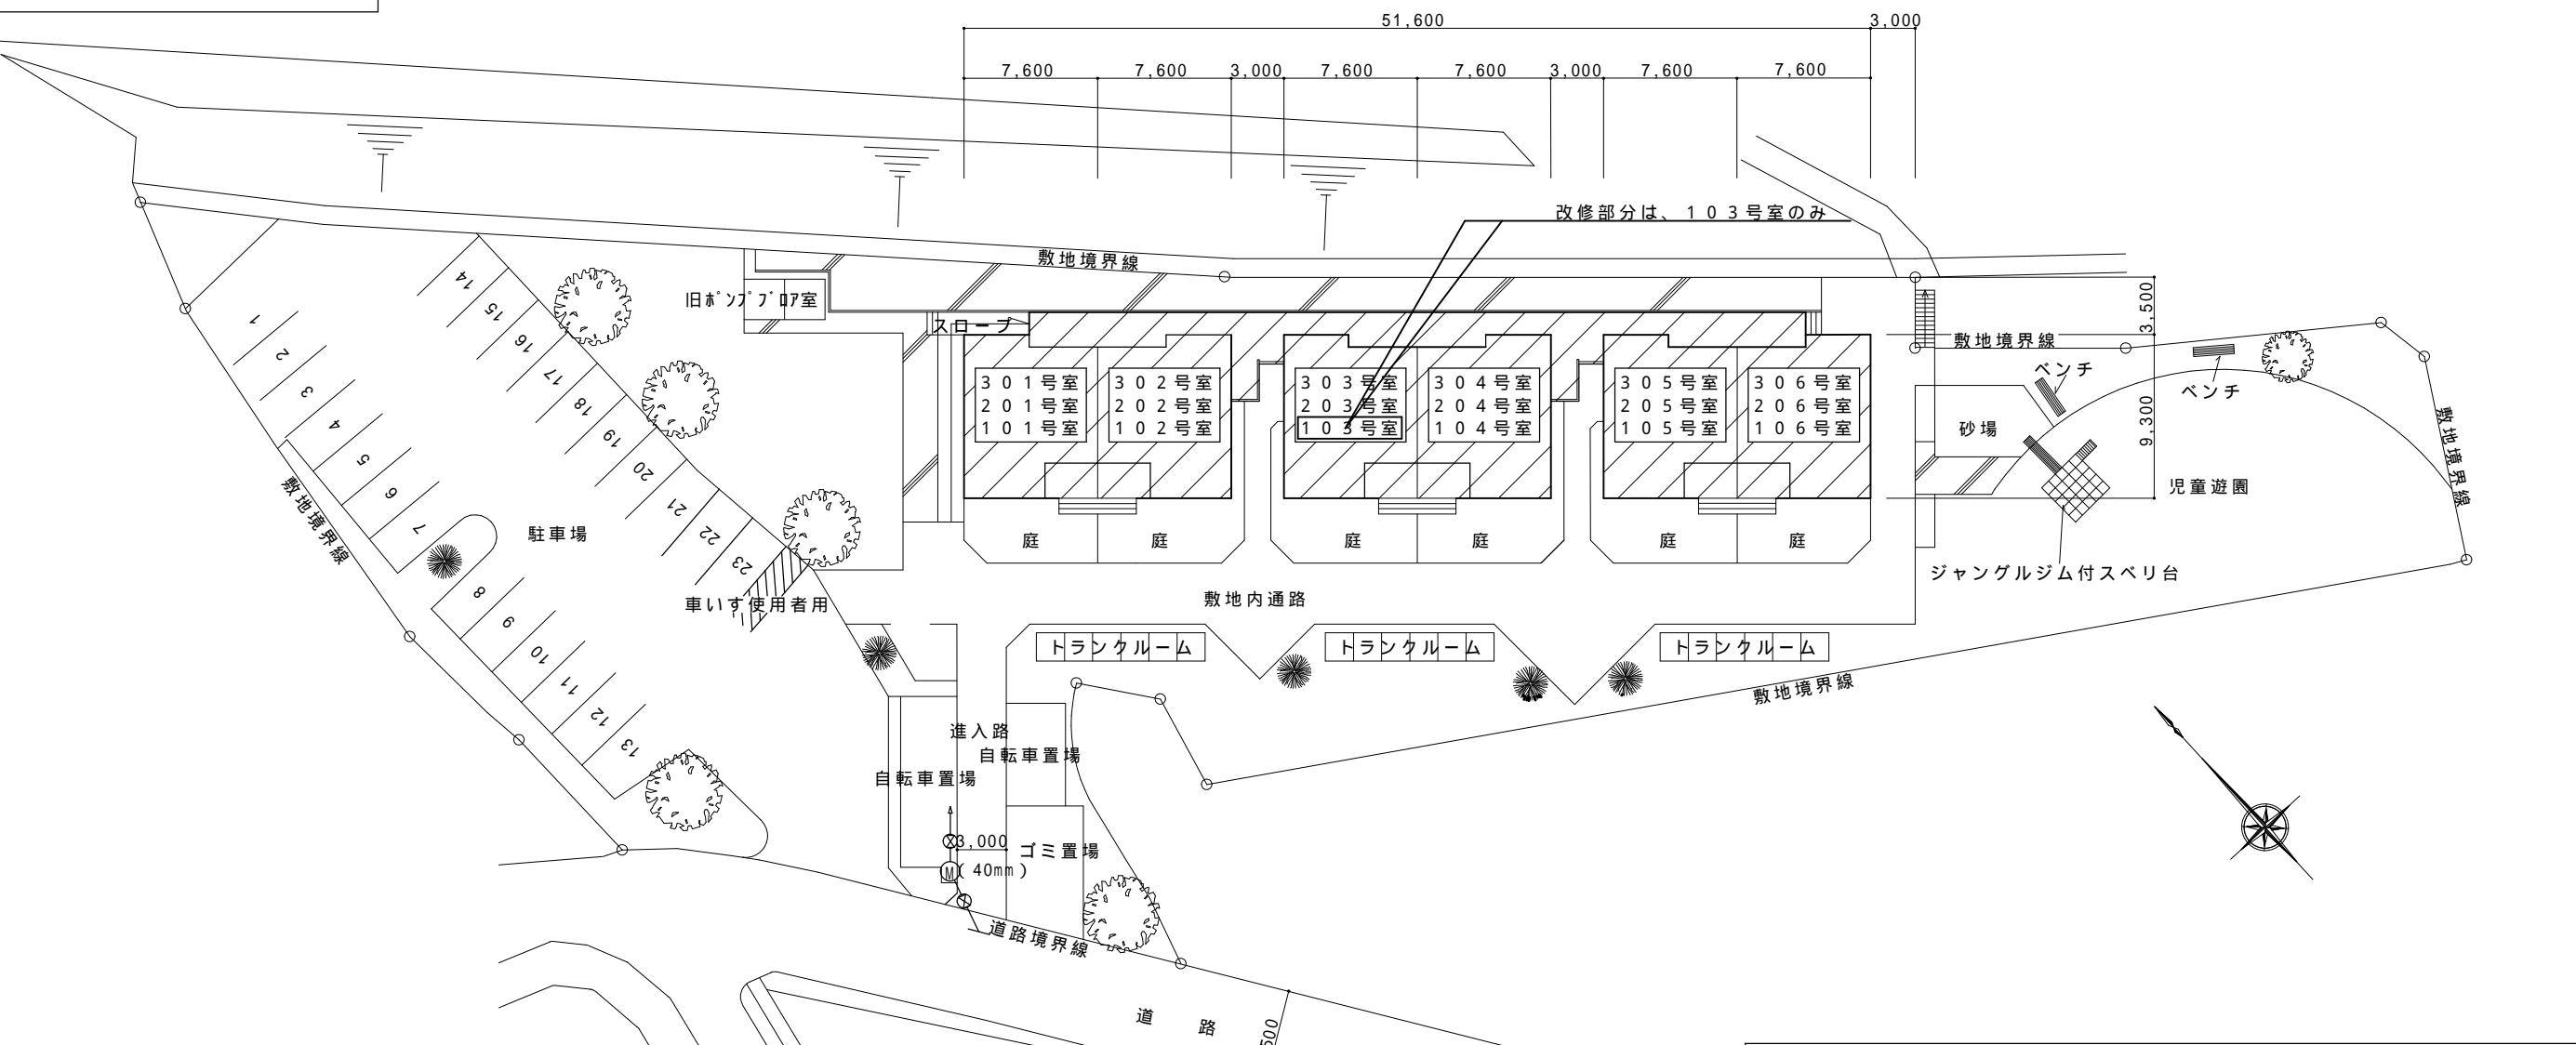 51,600
3,000
7,600
7,600
3,000
7,600
7,600
3,000
7,600
7,600
改修部分は、１０３号室のみ
敷地境界線
旧ﾎﾟﾝﾌﾟﾌﾞﾛｱ室
スロープ
3,500
9,300
敷地境界線
ベンチ
ベンチ
敷地境界線
砂場
児童遊園
ジャングルジム付スベリ台
３０１号室
２０１号室
１０１号室
３０２号室
２０２号室
１０２号室
３０３号室
２０３号室
１０３号室
３０４号室
２０４号室
１０４号室
３０５号室
２０５号室
１０５号室
３０６号室
２０６号室
１０６号室
庭
庭
庭
庭
庭
庭
1
2
3
4
5
6
7
8
9
10
11
12
13
14
15
16
17
18
19
20
21
22
23
敷地境界線
駐車場
車いす使用者用
敷地内通路
トランクルーム
トランクルーム
トランクルーム
敷地境界線
進入路
自転車置場
自転車置場
3,000
ゴミ置場
M
(40mm)
道路境界線
道　路